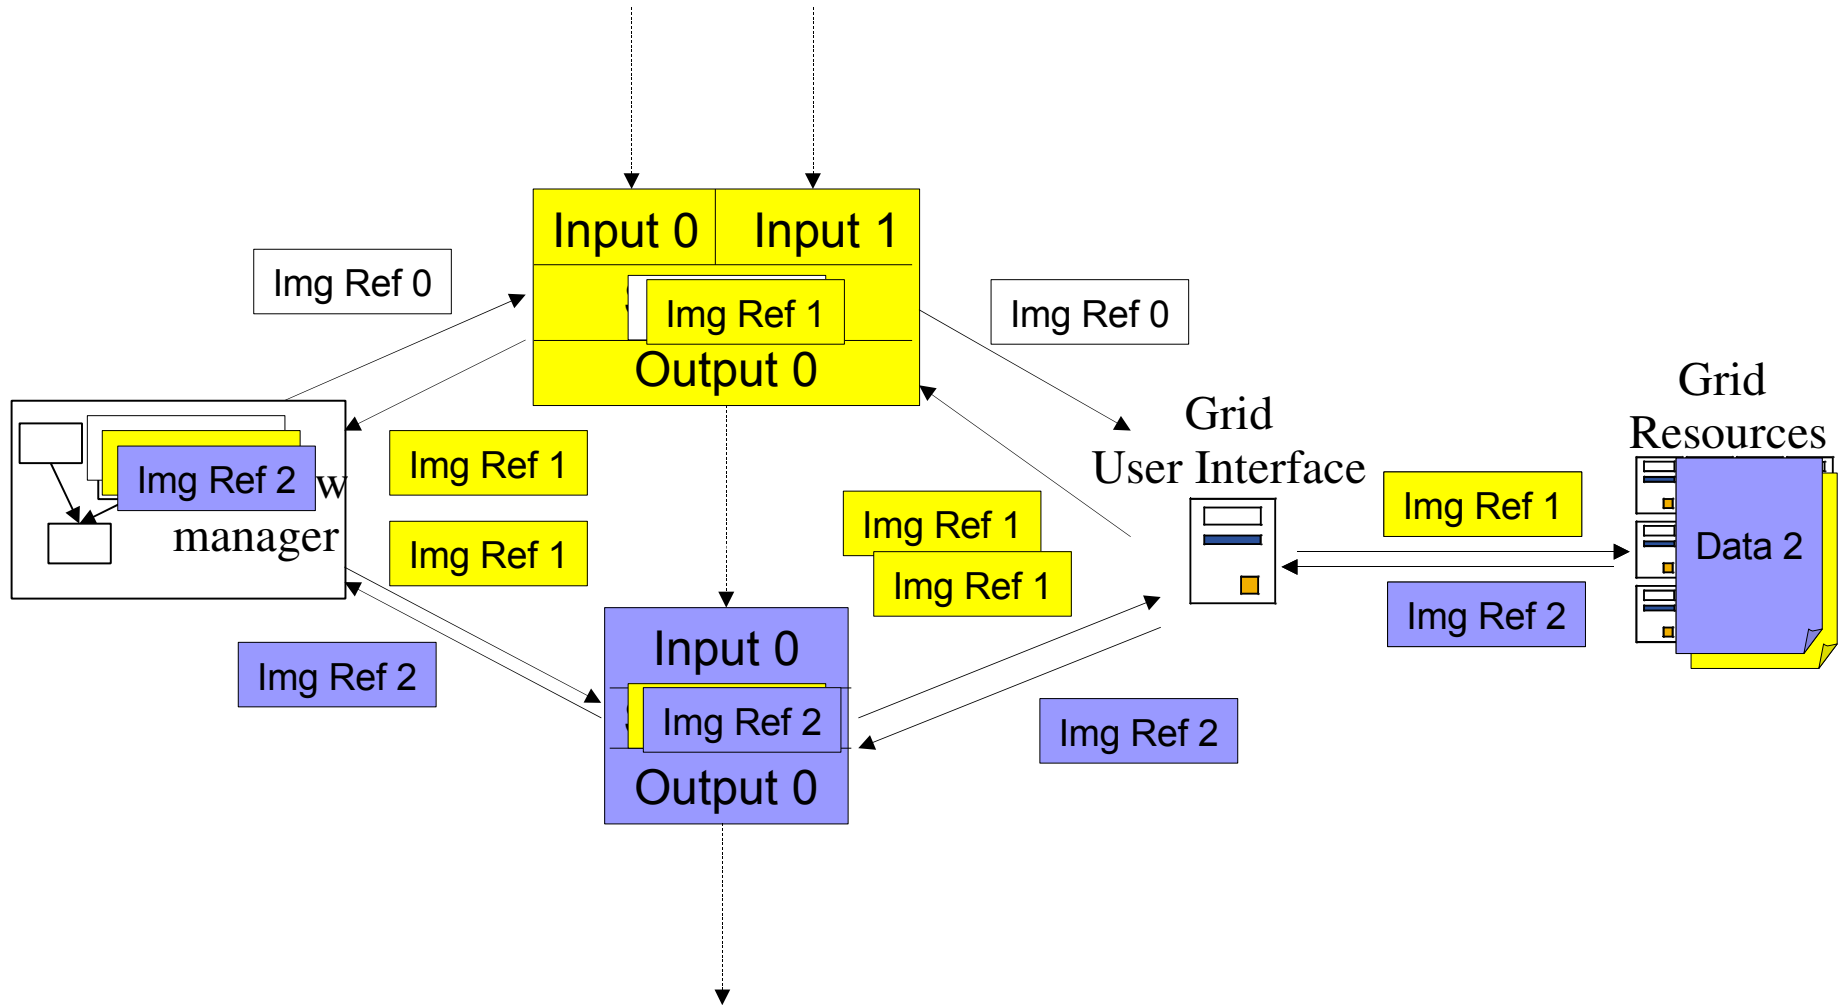 Input 0
Input 1
Img Ref 0
Img Ref 1
Img Ref 0
Output 0
Grid
Resources
Grid
User Interface
Img Ref 2
manager
Img Ref 1
Img Ref 1
Img Ref 1
Img Ref 1
Img Ref 1
Data 2
Img Ref 2
Input 0
Img Ref 2
Img Ref 2
Img Ref 2
Output 0